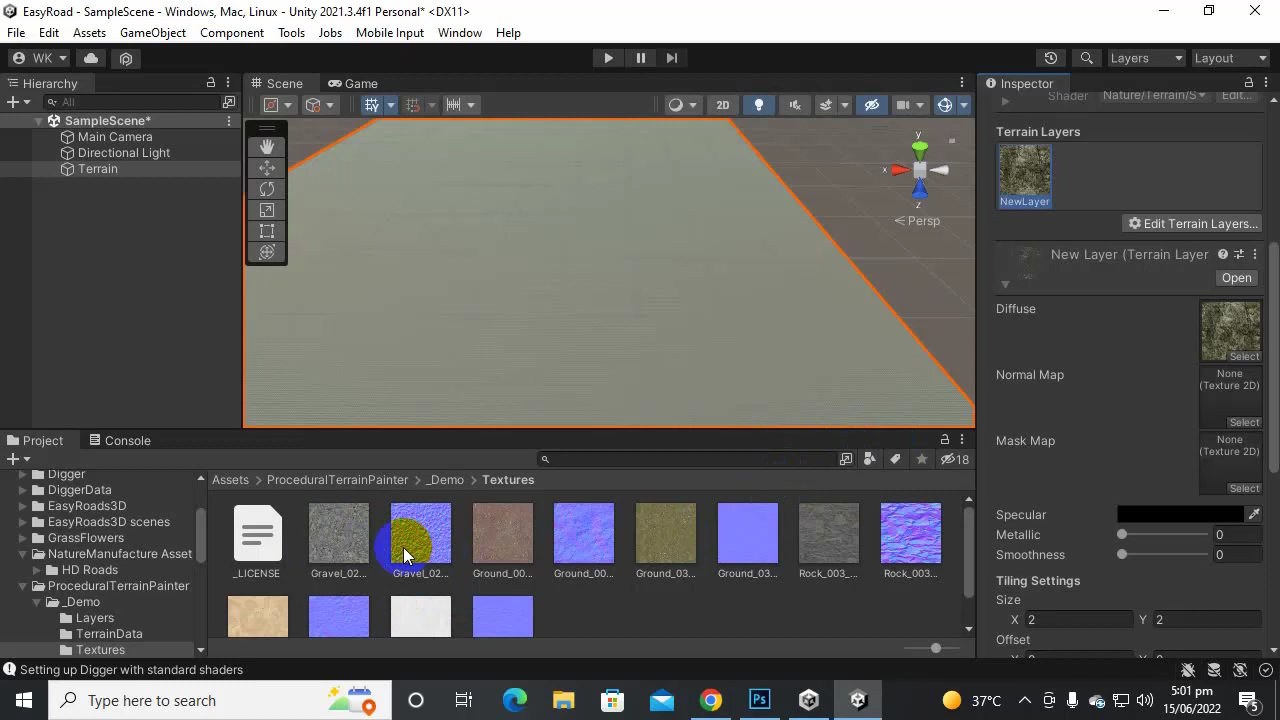 EasyRoad - SampleScene - Windows, Mac, Linux - Unity 2021.3.4f1 Personal* <DX11>
File Edit Assets GameObject Component Tools Jobs Mobile Input Window Help
WK Layers Layout
Hierarchy Scene Game Inspector
All 2D Shader Nature/Terrain/S Edit...
SampleScene*
Main Camera
Directional Light
Terrain
y
x
z
Persp
Terrain Layers
NewLayer
Edit Terrain Layers...
New Layer (Terrain Layer
Open
Diffuse
Select
Normal Map
None
(Texture 2D)
Select
Mask Map
None
(Texture 2D)
Select
Specular
Metallic 0
Smoothness 0
Tiling Settings
Size
X 2 Y 2
Offset
Project Console
18
Digger
DiggerData
EasyRoads3D
EasyRoads3D scenes
GrassFlowers
NatureManufacture Asset
HD Roads
ProceduralTerrainPainter
_Demo
Layers
TerrainData
Textures
Assets > ProceduralTerrainPainter > _Demo > Textures
_LICENSE Gravel_02... Gravel_02... Ground_00... Ground_00... Ground_03... Ground_03... Rock_003_... Rock_003...
Setting up Digger with standard shaders
Type here to search
Ps
37°C
5:01 pm
15/06/2022
5